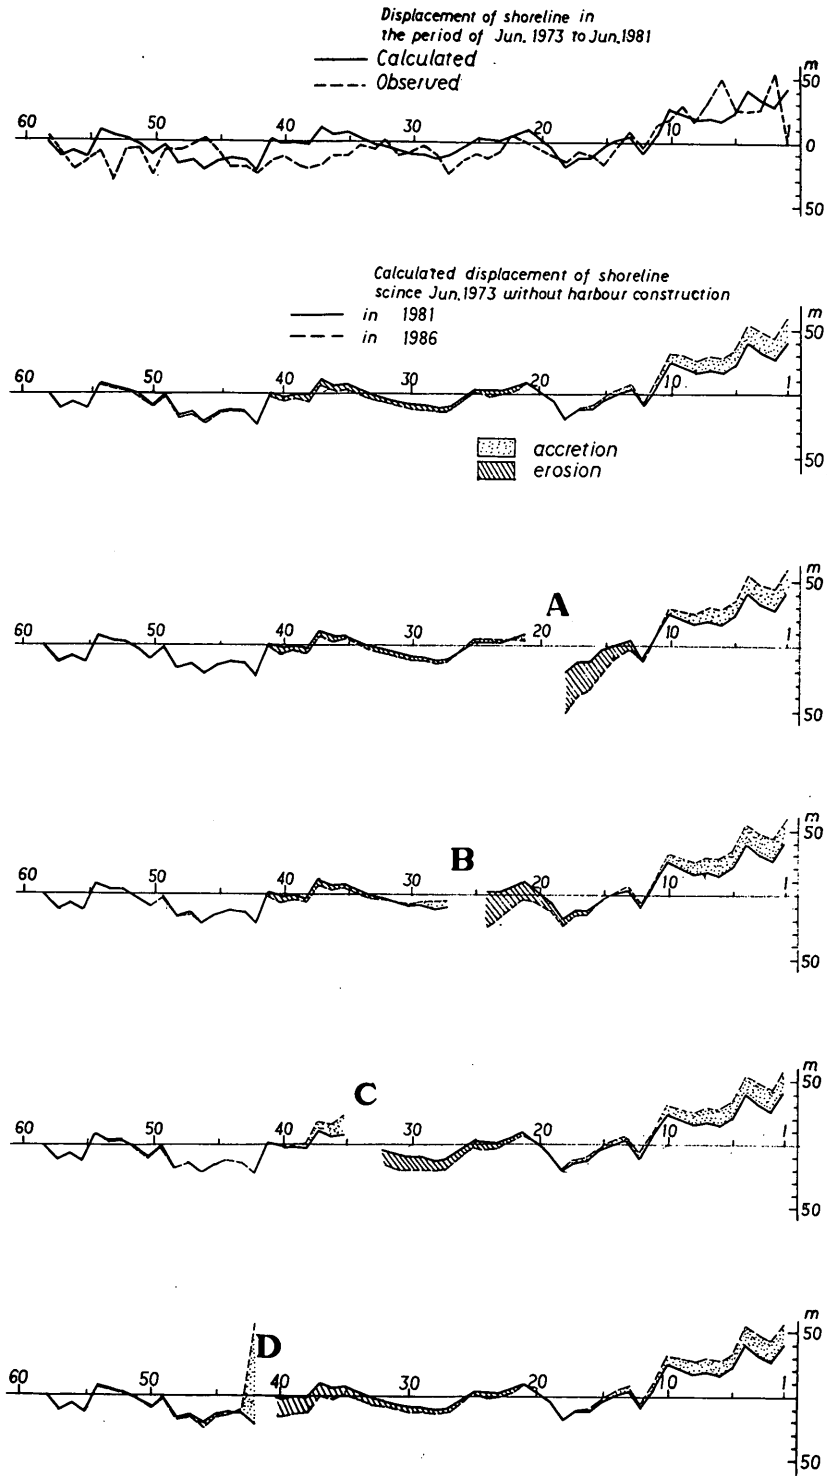 Displacement of shoreline in
the period of Jun. 1973 to Jun. 1981
Calculated
Observed
m
50
60 50 40 30 20 10 1
0
50
Calculated displacement of shoreline
scince Jun. 1973 without harbour construction
in 1981
in 1986
m
50
60 50 40 30 20 10 1
accretion
erosion
50
m
50
A
60 50 40 30 20 10 1
50
m
50
B
60 50 40 30 20 10 1
50
m
50
C
60 50 40 30 20 10 1
50
m
50
D
60 50 40 30 20 10 1
50